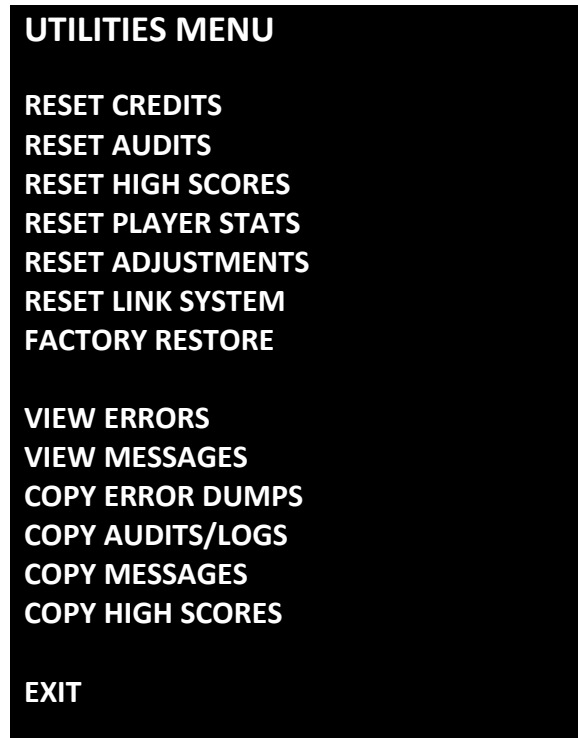 UTILITIES MENU
RESET CREDITS
RESET AUDITS
RESET HIGH SCORES
RESET PLAYER STATS
RESET ADJUSTMENTS
RESET LINK SYSTEM
FACTORY RESTORE
VIEW ERRORS
VIEW MESSAGES
COPY ERROR DUMPS
COPY AUDITS/LOGS
COPY MESSAGES
COPY HIGH SCORES
EXIT